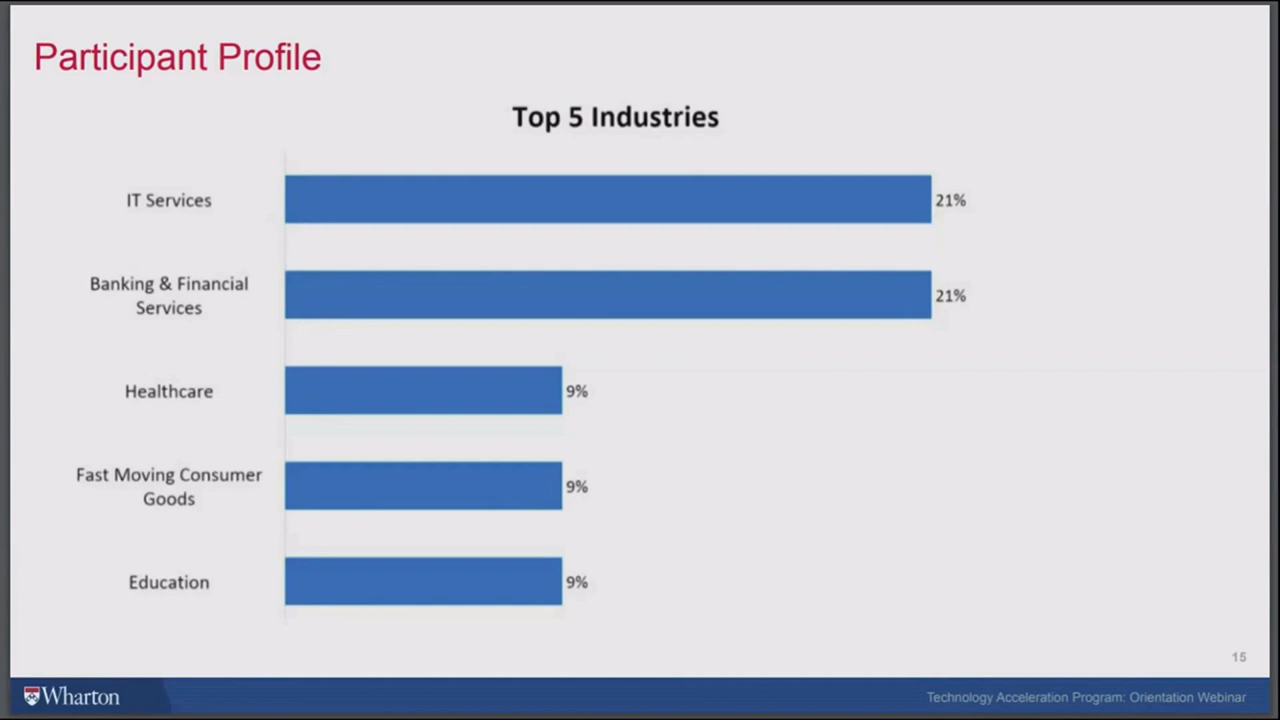 Participant Profile
Top 5 Industries
IT Services
21%
Banking & Financial
Services
21%
Healthcare
9%
Fast Moving Consumer
Goods
9%
Education
9%
15
Wharton
Technology Acceleration Program: Orientation Webinar